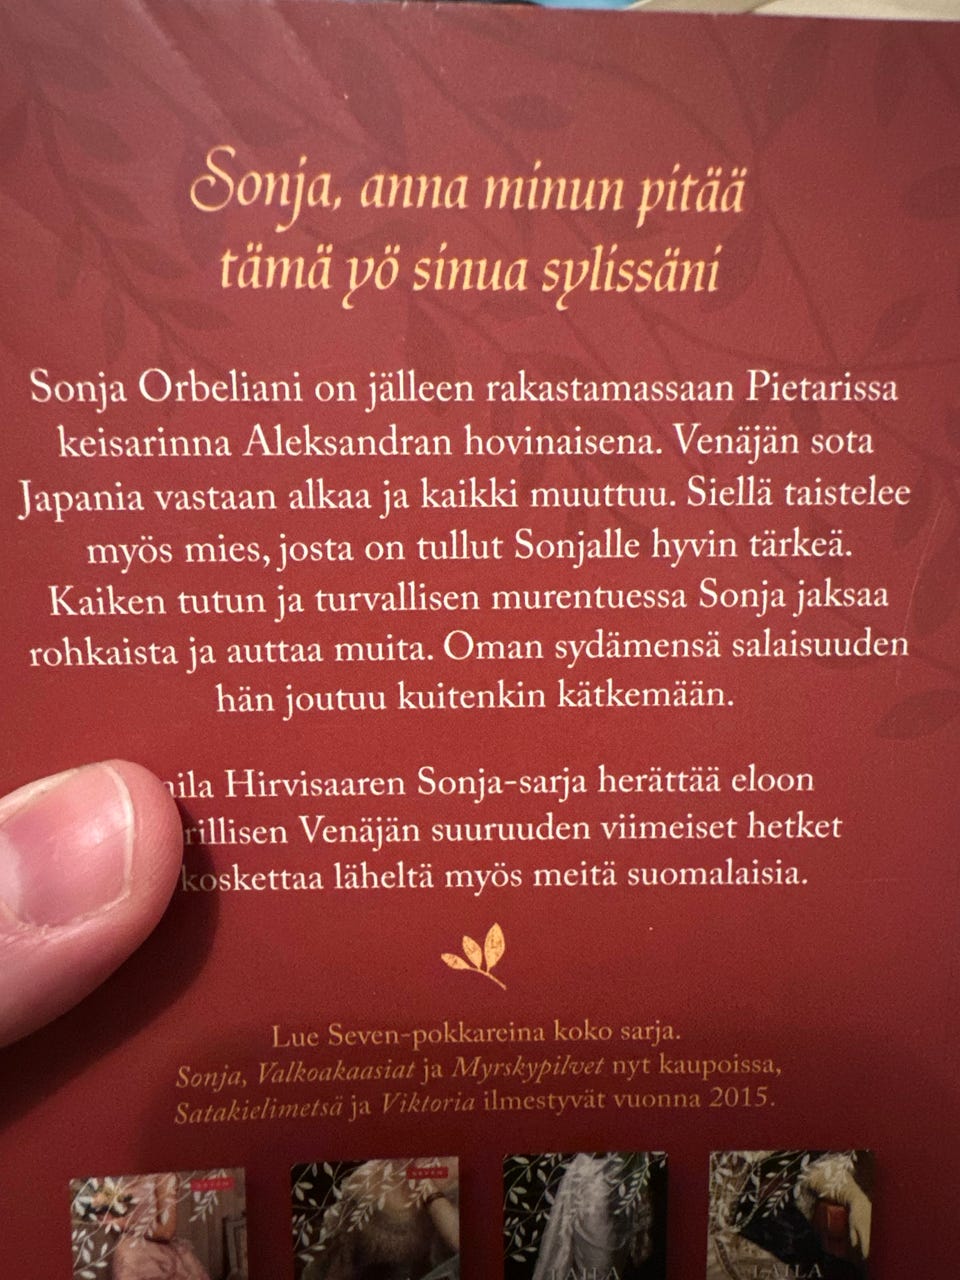 Sonja, anna minun pitää
tämä yö sinua sylissäni
Sonja Orbeliani on jälleen rakastamassaan Pietarissa
keisarinna Aleksandran hovinaisena. Venäjän sota
Japania vastaan alkaa ja kaikki muuttuu. Siellä taistelee
myös mies, josta on tullut Sonjalle hyvin tärkeä.
Kaiken tutun ja turvallisen murentuessa Sonja jaksaa
rohkaista ja auttaa muita. Oman sydämensä salaisuuden
hän joutuu kuitenkin kätkemään.
Hirvisaaren Sonja-sarja herättää eloon
Venäjän suuruuden viimeiset hetket
koskettaa läheltä myös meitä suomalaisia.
Lue Seven-pokkareina koko sarja.
Sonja, Valkoakaasiat ja Myrskypilvet nyt kaupoissa,
Satakielimetsä ja Viktoria ilmestyvät vuonna 2015.
SEVEN
SEVEN
LAILA
LAILA